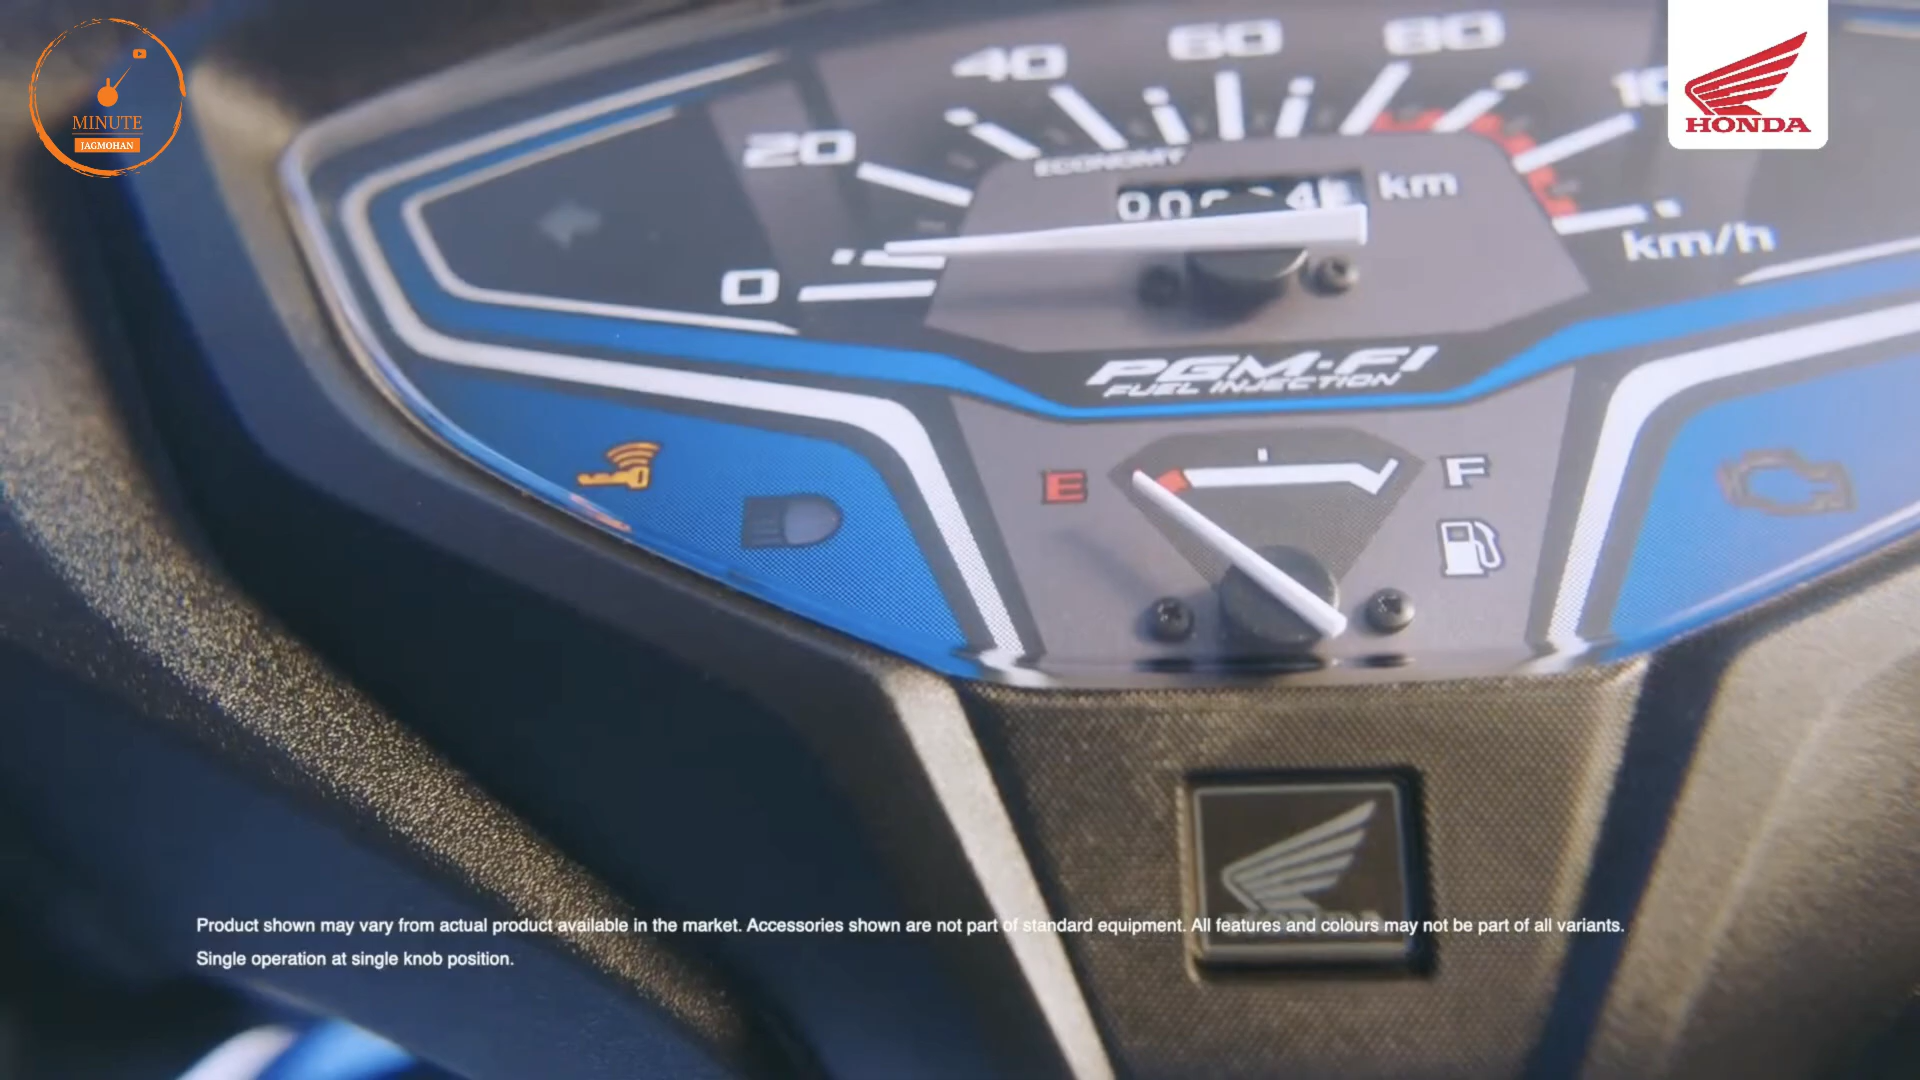 MINUTE
JAGMOHAN
HONDA
0
20
40
60
80
km/h
ECONOMY
km
PGM-FI
FUEL INJECTION
E
F
Product shown may vary from actual product available in the market. Accessories shown are not part of standard equipment. All features and colours may not be part of all variants.
Single operation at single knob position.